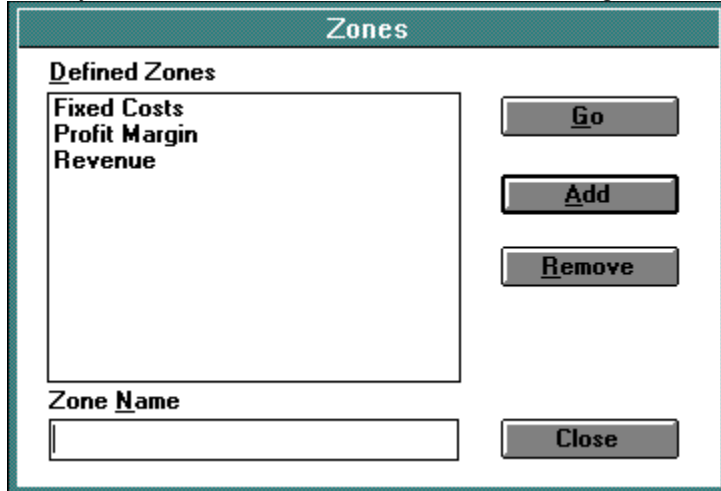 Zones
Defined Zones
Fixed Costs
Profit Margin
Revenue
Go
Add
Remove
Zone Name
Close